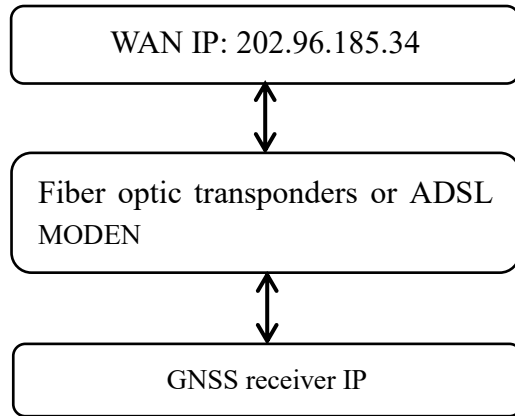 WAN IP: 202.96.185.34
Fiber optic transponders or ADSL
MODEN
GNSS receiver IP